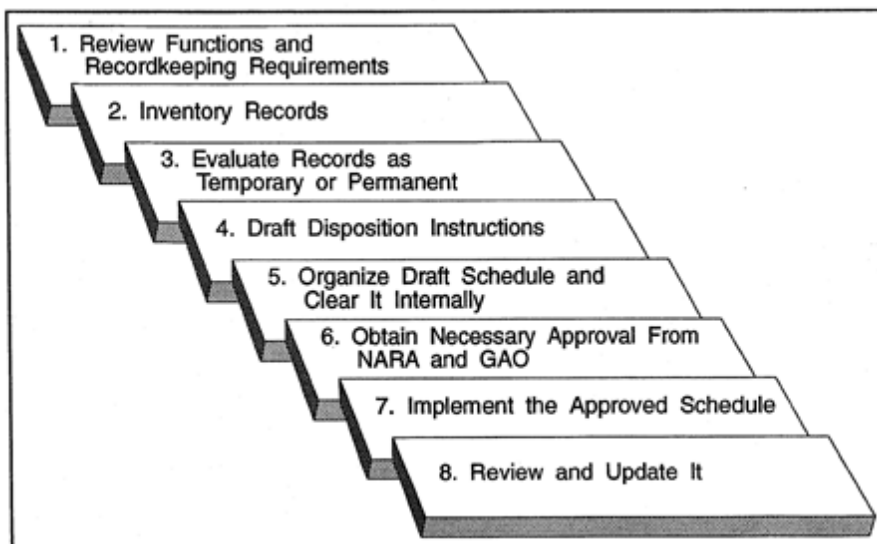 1. Review Functions and
Recordkeeping Requirements
2. Inventory Records
3. Evaluate Records as
Temporary or Permanent
4. Draft Disposition Instructions
5. Organize Draft Schedule and
Clear It Internally
6. Obtain Necessary Approval From
NARA and GAO
7. Implement the Approved Schedule
8. Review and Update It